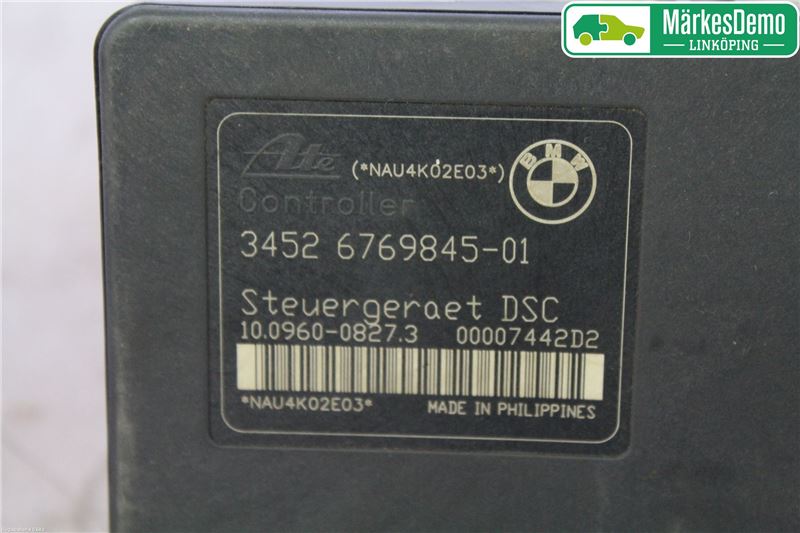 MärkesDemo
LINKÖPING
Ate
(*NAU4K02E03*)
BMW
Controller
3452 6769845-01
Steuergeraet DSC
10.0960-0827.3 00007442D2
*NAU4K02E03* MADE IN PHILIPPINES